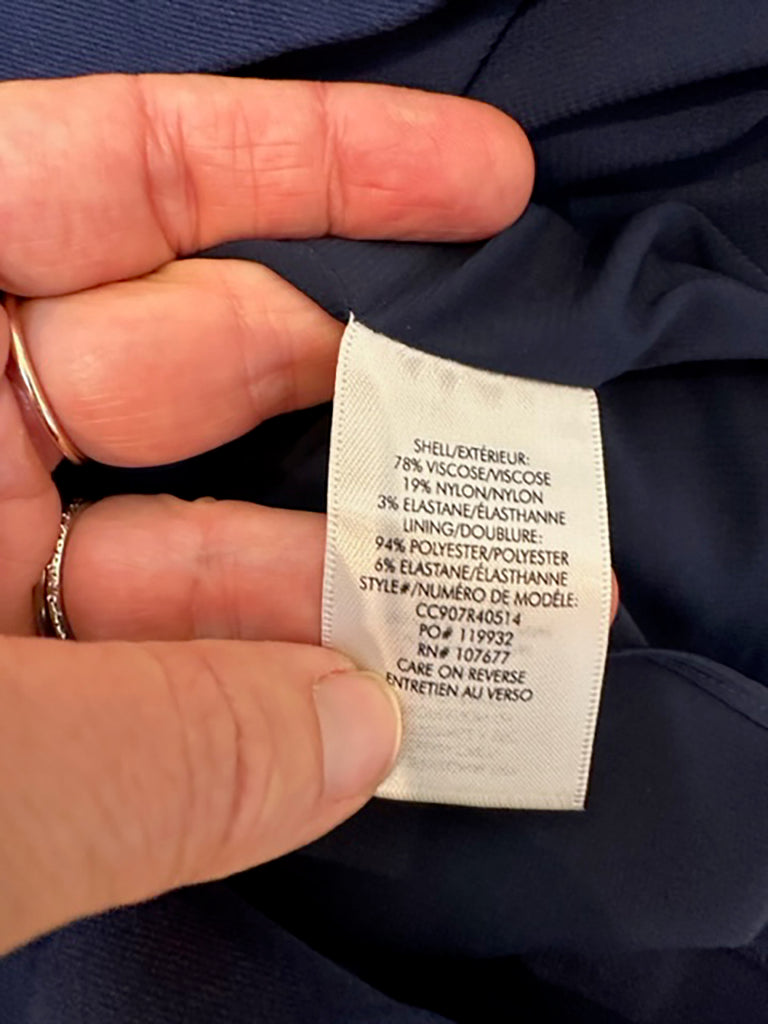 SHELL/EXTÉRIEUR:
78% VISCOSE/VISCOSE
19% NYLON/NYLON
3% ELASTANE/ÉLASTHANNE
LINING/DOUBLURE:
94% POLYESTER/POLYESTER
6% ELASTANE/ÉLASTHANNE
STYLE#/NUMÉRO DE MODÉLE:
CC907R40514
PO# 119932
RN# 107677
CARE ON REVERSE
ENTRETIEN AU VERSO